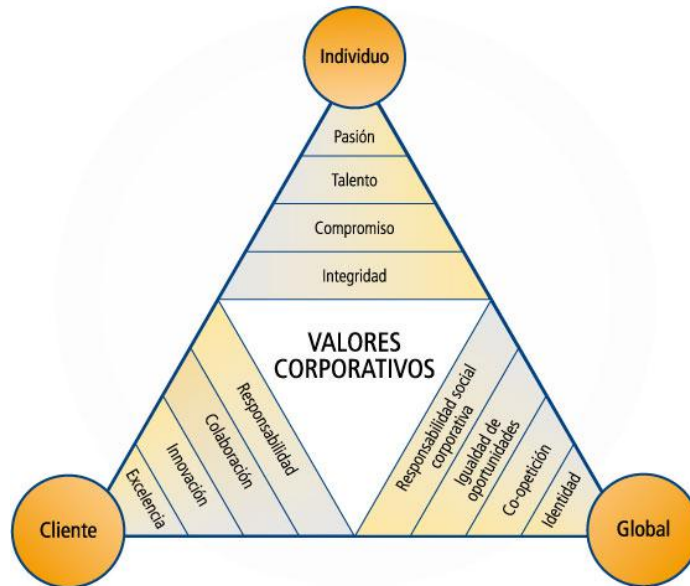 Individuo
Pasión
Talento
Compromiso
Integridad
VALORES
CORPORATIVOS
Responsabilidad
Colaboración
Innovación
Excelencia
Cliente
Responsabilidad social
corporativa
Igualdad de
oportunidades
Co-opetición
Identidad
Global